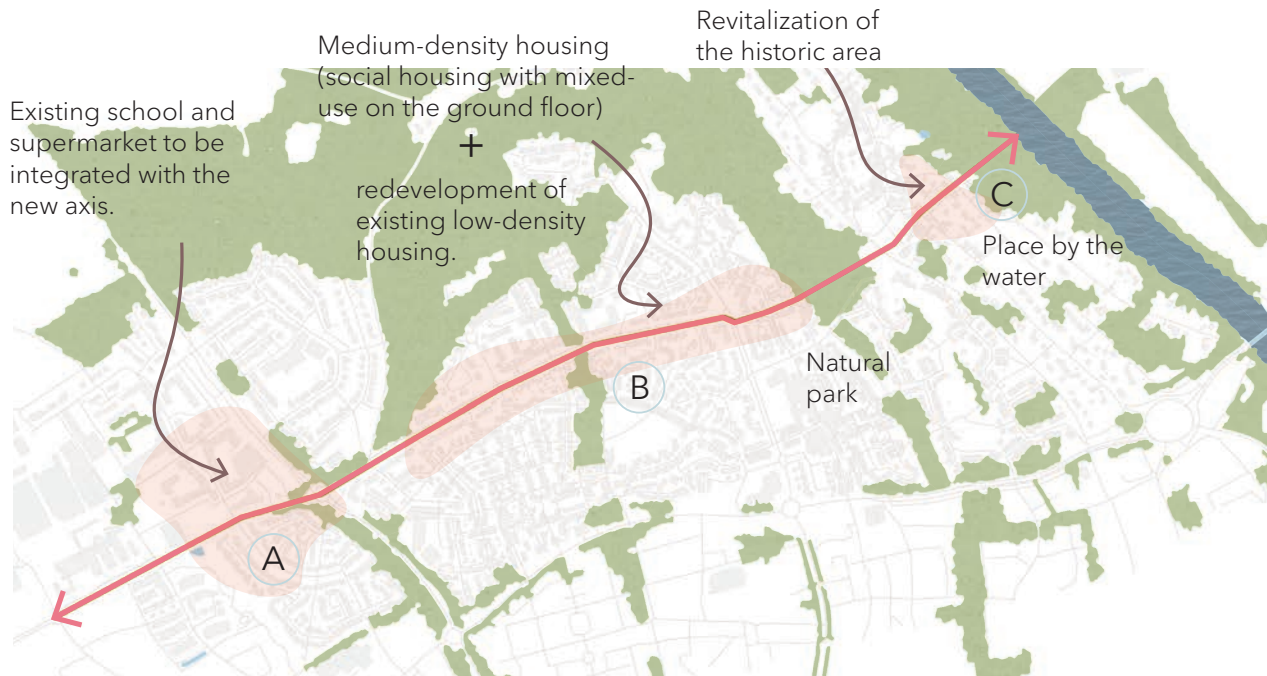 Existing school and
supermarket to be
integrated with the
new axis.
Medium-density housing
(social housing with mixed-
use on the ground floor)
+
redevelopment of
existing low-density
housing.
Revitalization of
the historic area
C
Place by the
water
Natural
park
B
A